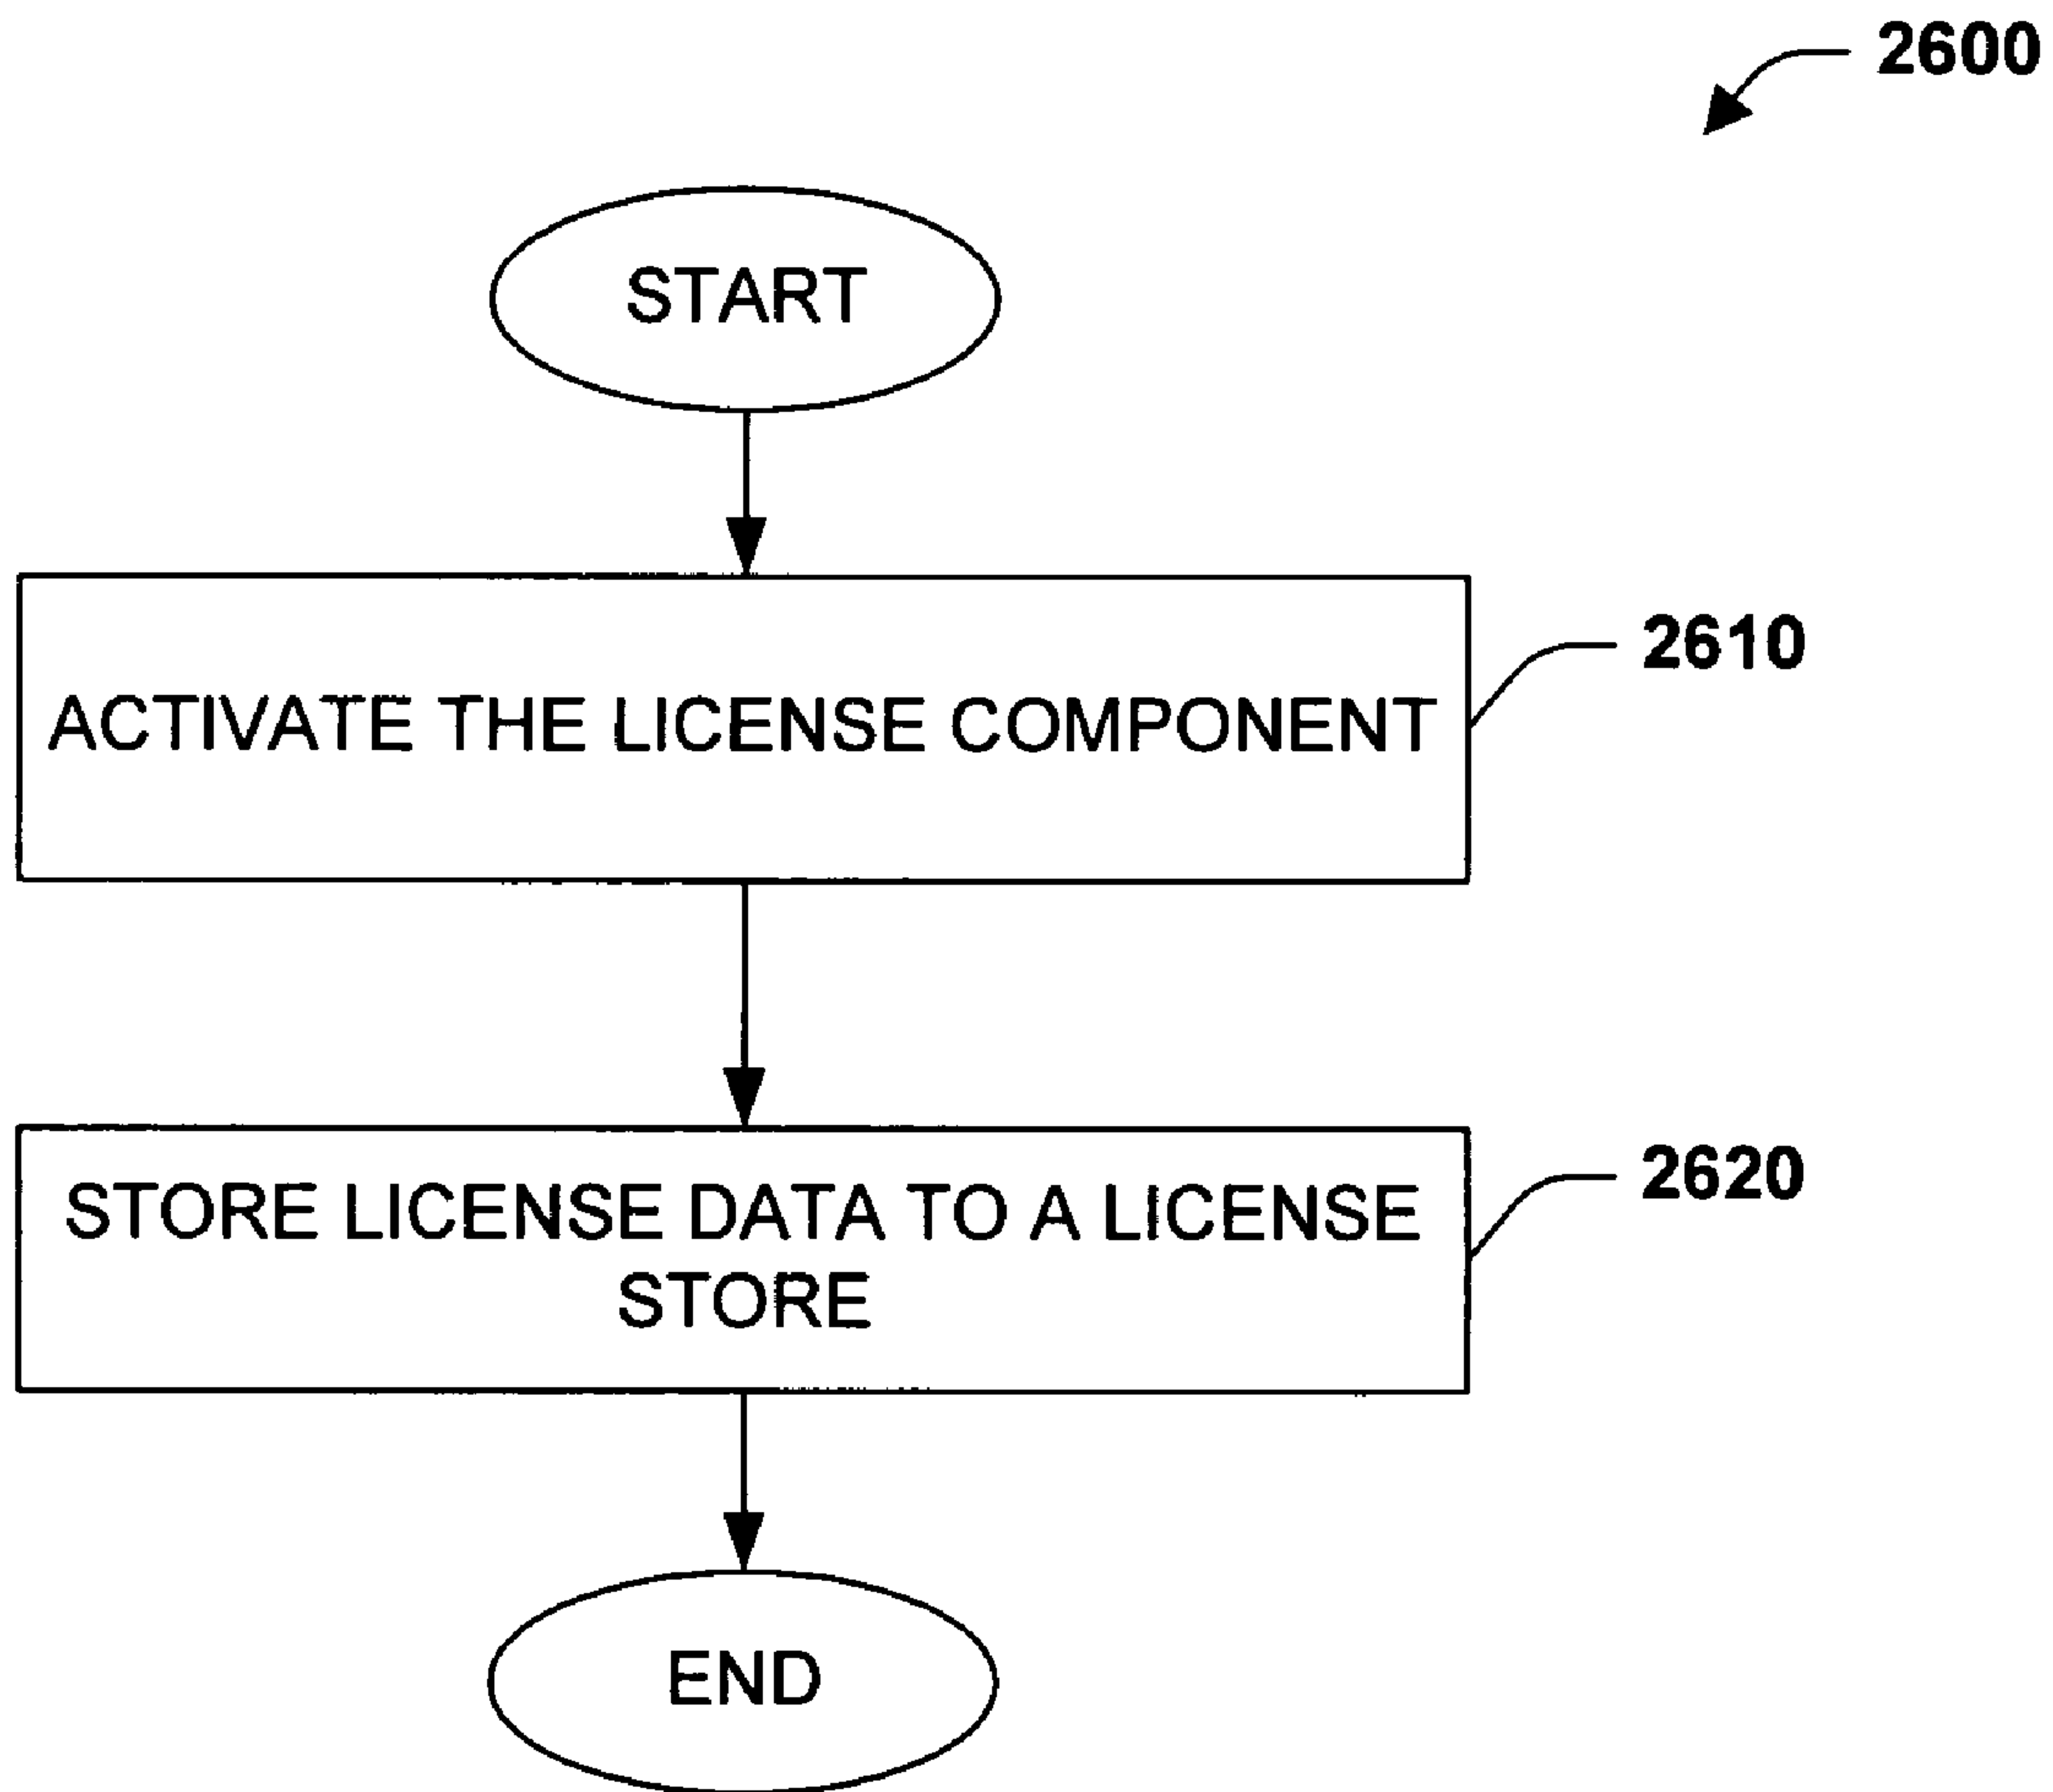 2600
START
ACTIVATE THE LICENSE COMPONENT
2610
STORE LICENSE DATA TO A LICENSE
STORE
2620
END